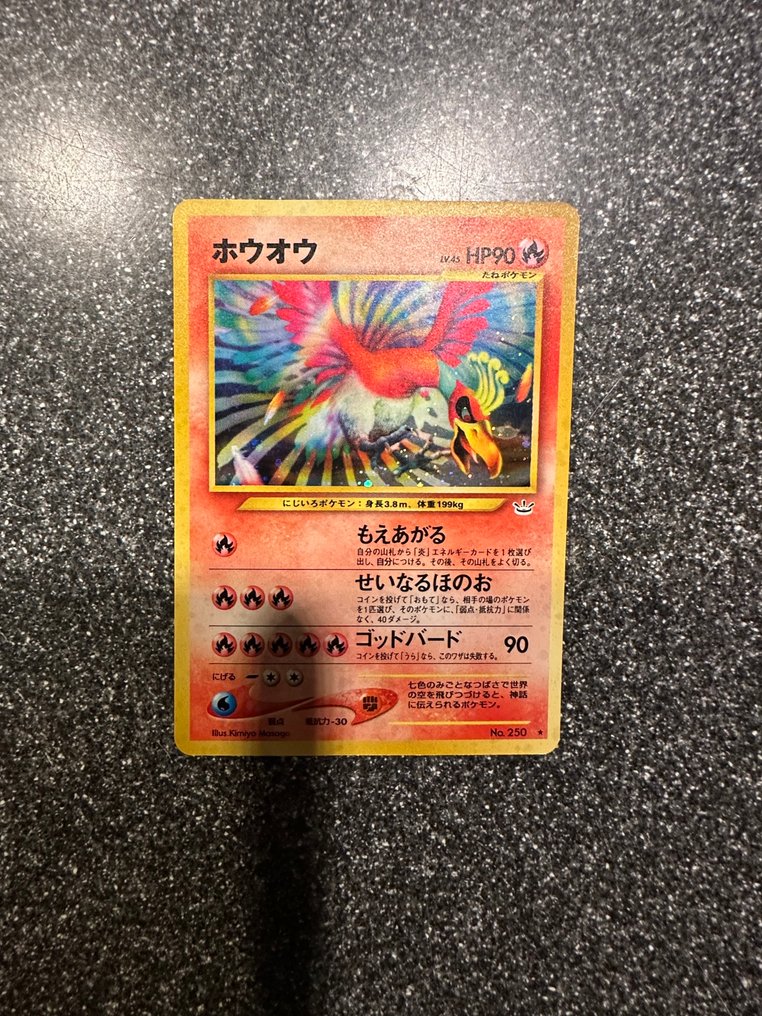 ホウオウ
LV.45 HP90
たねポケモン
にじいろポケモン：身長3.8m、体重199kg
もえあがる
自分の山札から「炎」エネルギーカードを1枚選び
出し、自分につける。その後、その山札をよく切る。
せいなるほのお
コインを投げて「おもて」なら、相手の場のポケモン
を1匹選び、そのポケモンに、「弱点・抵抗力」に関係
なく、40ダメージ。
ゴッドバード 90
コインを投げて「うら」なら、このワザは失敗する。
にげる
七色のみごとなつばさで世界
の空を飛びつづけると、神話
に伝えられるポケモン。
弱点 抵抗力-30
Illus.Kimiya Masago No. 250 ★